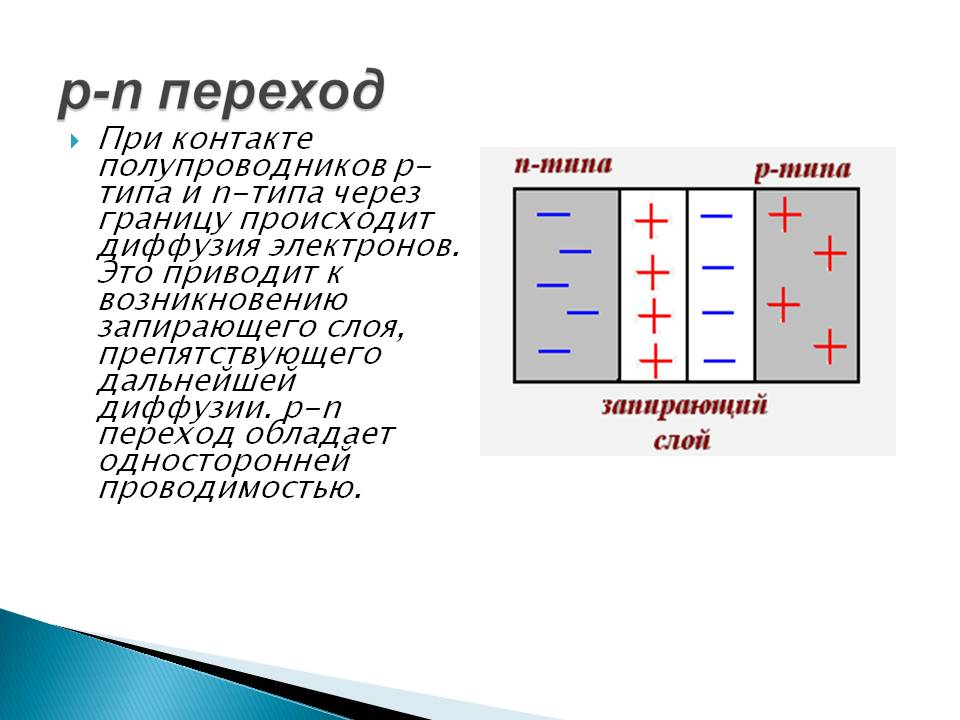 p-n переход
При контакте
полупроводников p-
типа и n-типа через
границу происходит
диффузия электронов.
Это приводит к
возникновению
запирающего слоя,
препятствующего
дальнейшей
диффузии. p-n
переход обладает
односторонней
проводимостью.
n-типа
p-типа
запирающий
слой